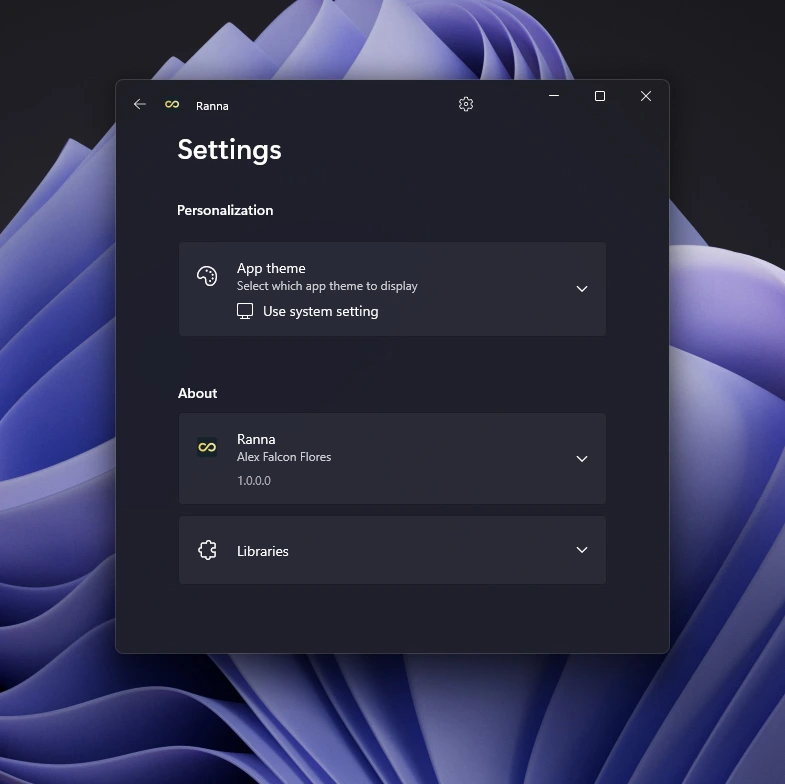 Ranna
Settings
Personalization
App theme
Select which app theme to display
Use system setting
About
Ranna
Alex Falcon Flores
1.0.0.0
Libraries